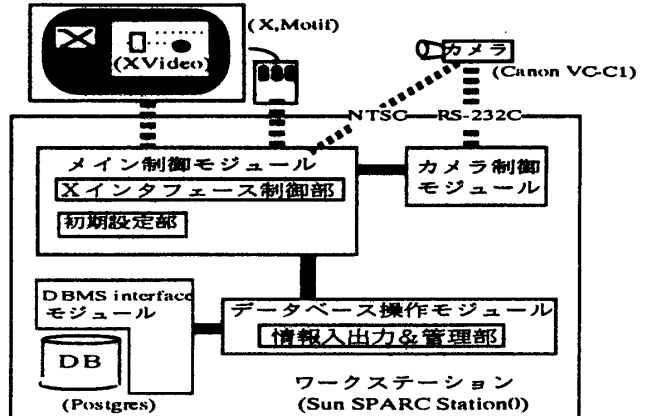 (X,Motif)
(XVideo)
カメラ
(Canon VC-C1)
NTSC
RS-232C
メイン制御モジュール
Xインタフェース制御部
初期設定部
カメラ制御
モジュール
DBMS interface
モジュール
DB
(Postgres)
データベース操作モジュール
情報入出力&管理部
ワークステーション
(Sun SPARC Station0)